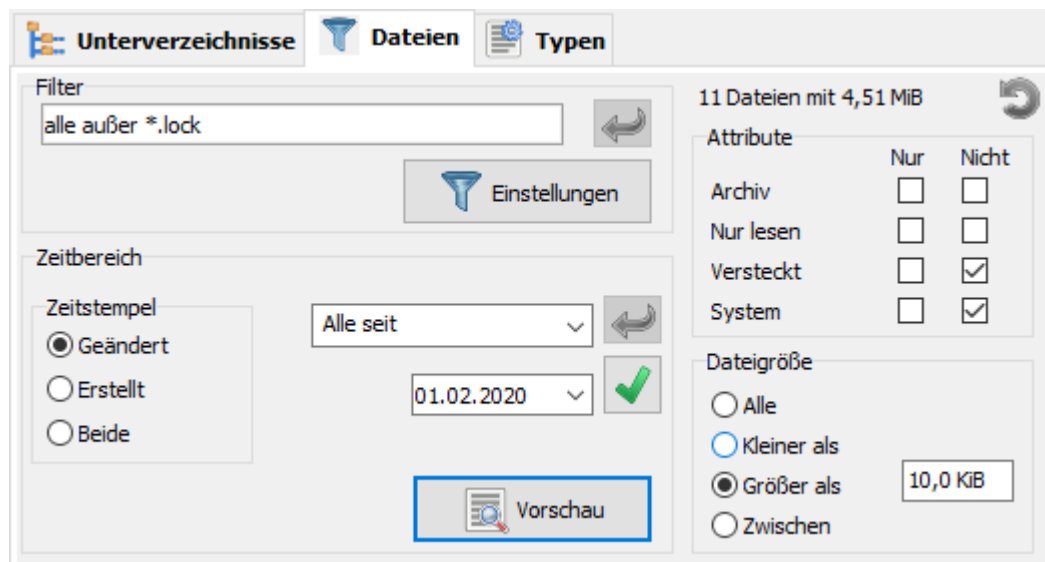 Unterverzeichnisse Dateien Typen
Filter
alle außer *.lock
Einstellungen
Zeitbereich
Zeitstempel
Geändert
Erstellt
Beide
Alle seit
01.02.2020
Vorschau
11 Dateien mit 4,51 MiB
Attribute
Nur Nicht
Archiv
Nur lesen
Versteckt
System
Dateigröße
Alle
Kleiner als
Größer als 10,0 KiB
Zwischen